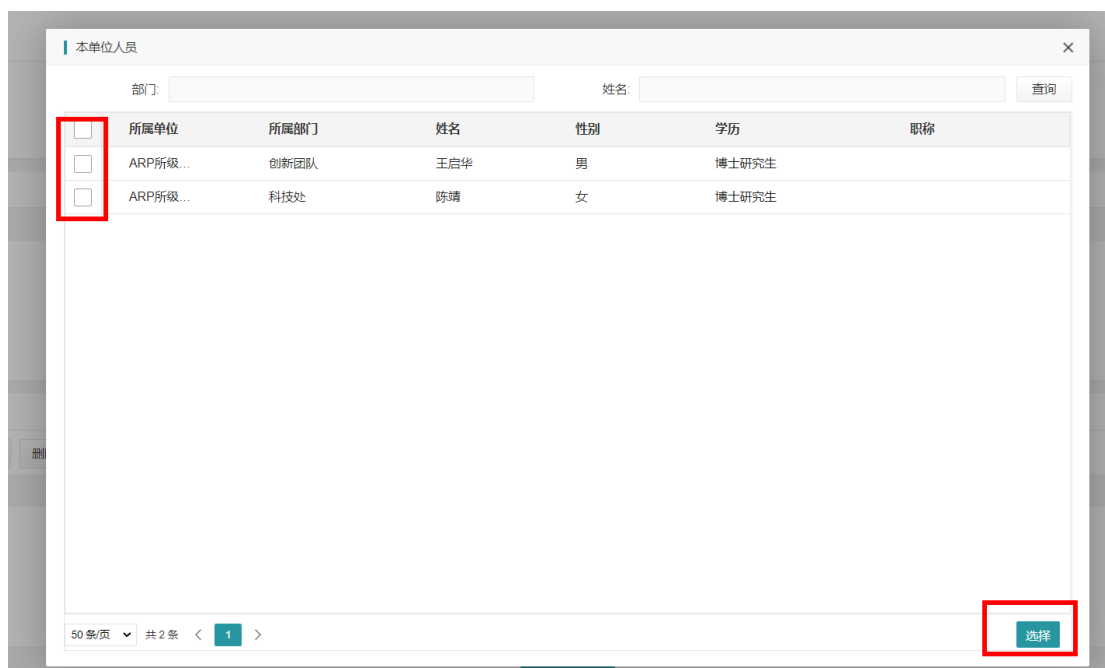 本单位人员 ×
部门: 姓名: 查询
所属单位 所属部门 姓名 性别 学历 职称
ARP所级... 创新团队 王启华 男 博士研究生
ARP所级... 科技处 陈靖 女 博士研究生
50 条/页 共 2 条 < 1 > 选择